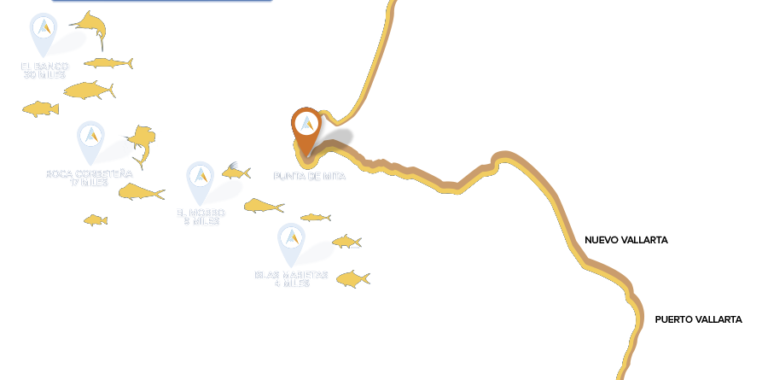 EL BANCO
30 MILES
ROCA CORBETEÑA
17 MILES
PUNTA DE MITA
EL MORRO
8 MILES
ISLAS MARIETAS
4 MILES
NUEVO VALLARTA
PUERTO VALLARTA